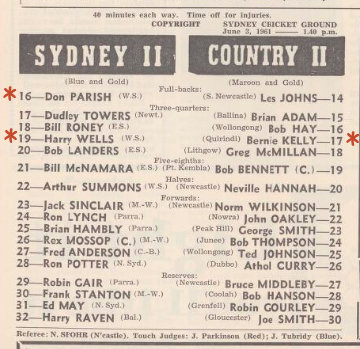 40 minutes each way. Time off for injuries.
COPYRIGHT SYDNEY CRICKET GROUND
June 3, 1961 — 1.40 p.m.
SYDNEY II COUNTRY II
(Blue and Gold) (Maroon and Gold)
Full-backs:
*16—Don PARISH (W.S.) (S. Newcastle) Les JOHNS—14
Three-quarters:
17—Dudley TOWERS (Newt.) (Ballina) Brian ADAM—15
18—Bill RONEY (E.S.) (Wollongong) Bob HAY—16
*19—Harry WELLS (W.S.) (Quirindi) Bernie KELLY—17*
20—Bob LANDERS (E.S.) (Lithgow) Greg McMILLAN—18
Five-eighths:
21—Bill McNAMARA (E.S.) (Pt. Kembla) Bob BENNETT (C.)—19
Halves:
22—Arthur SUMMONS (W.S.) (Newcastle) Neville HANNAH—20
Forwards:
23—Jack SINCLAIR (M.-W.) (Newcastle) Norm WILKINSON—21
24—Ron LYNCH (Parra.) (Nowra) John OAKLEY—22
25—Brian HAMBLY (Parra.) (Peak Hill) George SMITH—23
26—Rex MOSSOP (C.) (M.-W.) (Junee) Bob THOMPSON—24
27—Fred ANDERSON (C.-B.) (Wollongong) Ted JOHNSON—25
28—Ron POTTER (N. Syd.) (Dubbo) Athol CURRY—26
Reserves:
29—Robin GAIR (Parra.) (Newcastle) Bruce MIDDLEBY—27
30—Frank STANTON (M.-W.) (Coolah) Bob HANSON—28
31—Ed MAY (N. Syd.) (Grenfell) Robin GOURLEY—29
32—Harry RAVEN (Bal.) (Gloucester) Joe SMITH—30
Referee: N. SFOHR (N'castle). Touch Judges: J. Parkinson (Red); J. Tubridy (Blue).